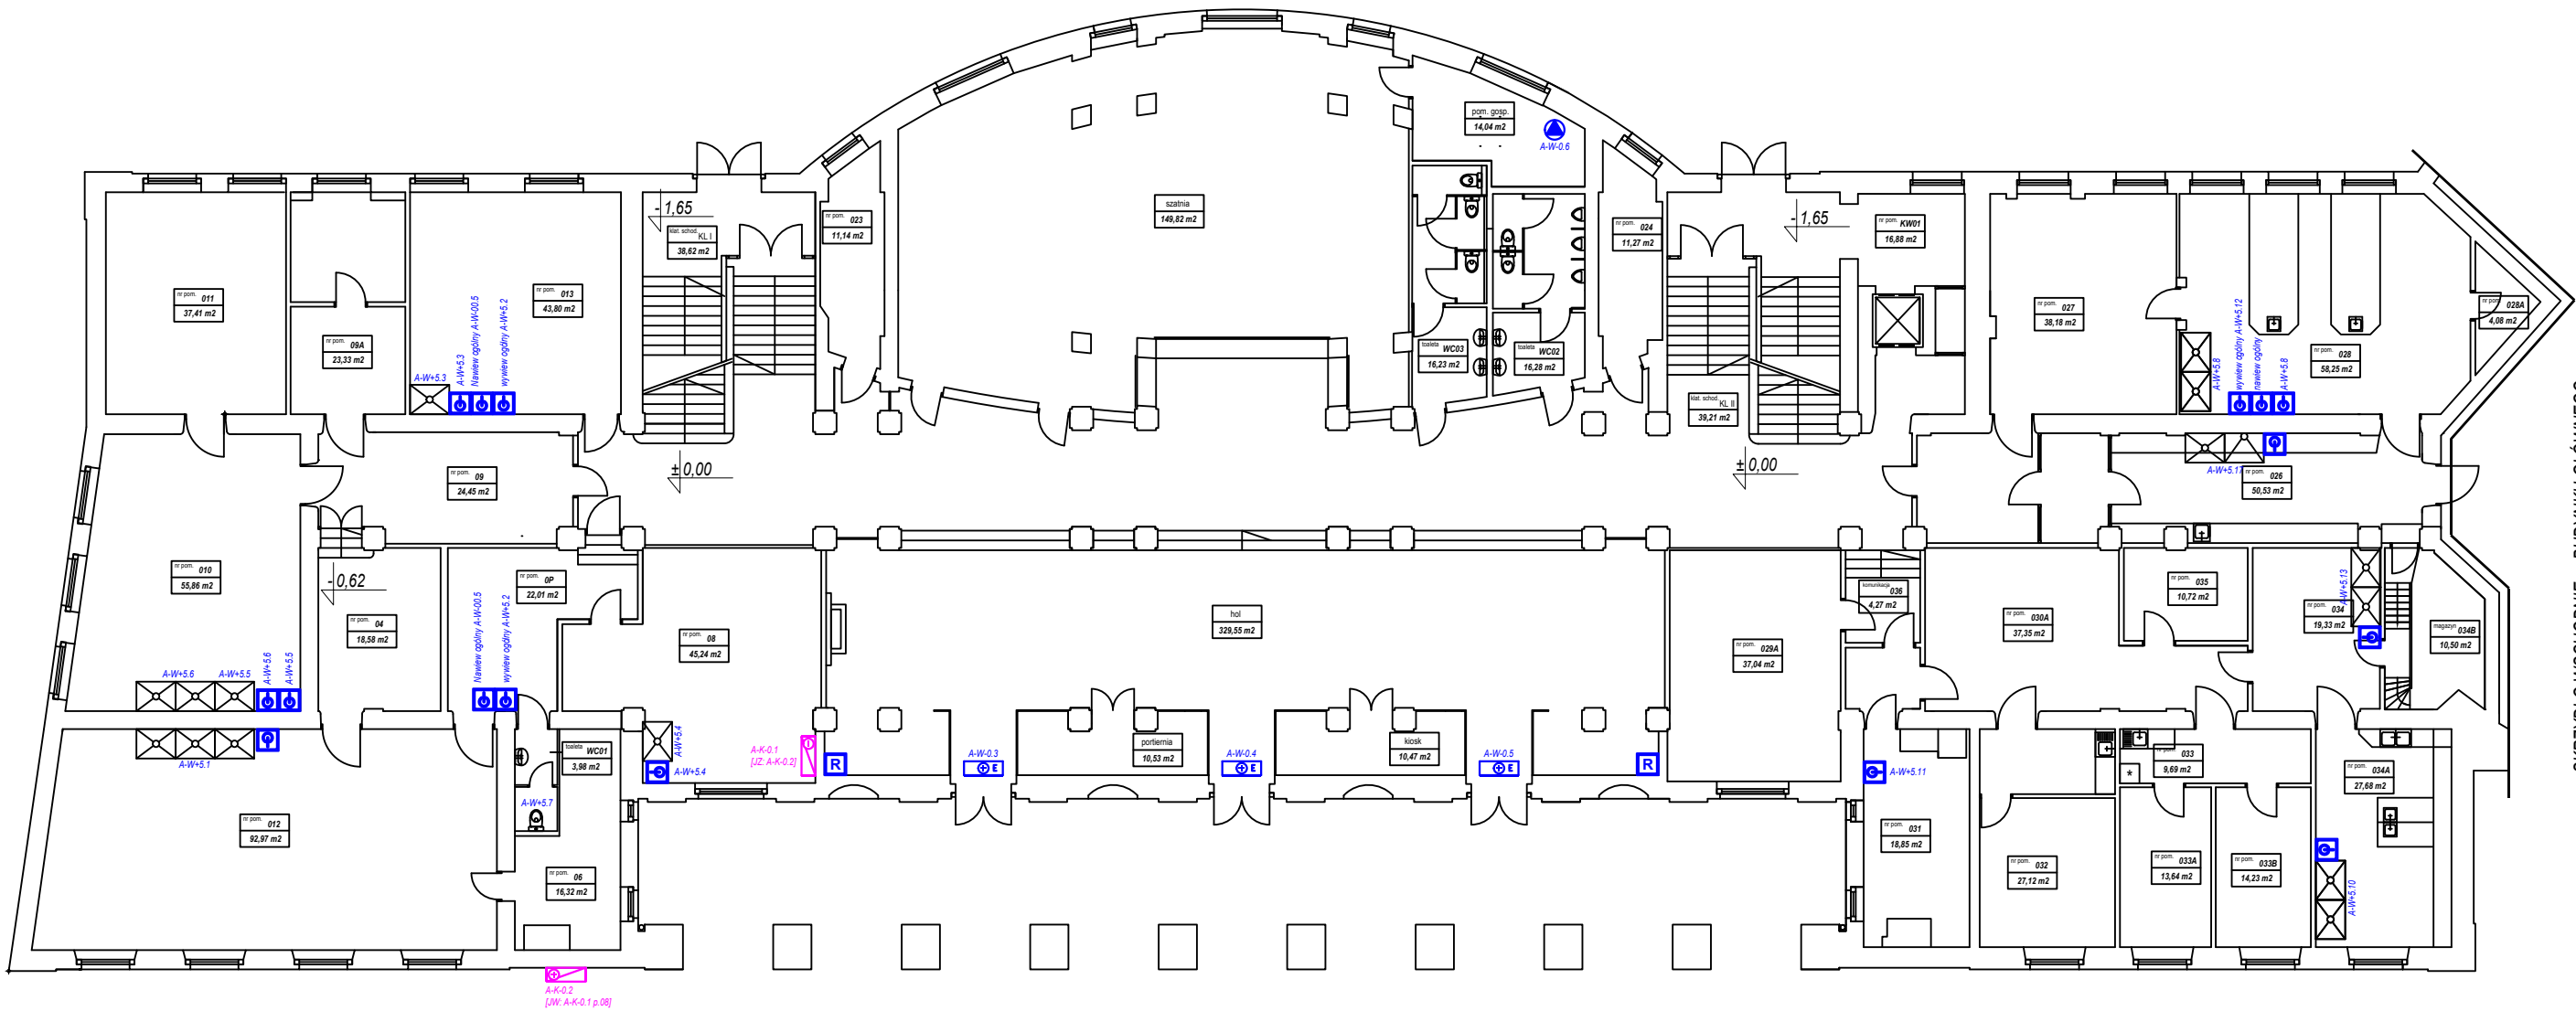 pom. gosp.
14,04 m2
A-W-0.6
- 1,65
klat. schod. KL I
38,62 m2
nr pom. 023
11,14 m2
szatnia
149,82 m2
nr pom. 024
11,27 m2
- 1,65
nr pom. KW01
16,88 m2
nr pom. 011
37,41 m2
nr pom. 09A
23,33 m2
nr pom. 013
43,80 m2
A-W+5.3
A-W+5.3
Nawiew ogólny A-W-00.5
wywiew ogólny A-W+5.2
toaleta WC03
16,23 m2
toaleta WC02
16,28 m2
klat. schod. KL II
39,21 m2
nr pom. 027
38,18 m2
A-W+5.8
wywiew ogólny A-W+5.12
nawiew ogólny
A-W+5.8
nr pom. 028
58,25 m2
nr pom. 028A
4,08 m2
± 0,00
± 0,00
nr pom. 09
24,45 m2
A-W+5.17
nr pom. 026
50,53 m2
nr pom. 010
55,86 m2
- 0,62
nr pom. 04
18,58 m2
nr pom. 0P
22,01 m2
Nawiew ogólny A-W-00.5
wywiew ogólny A-W+5.2
nr pom. 08
45,24 m2
hol
329,55 m2
nr pom. 029A
37,04 m2
komunikacja 036
4,27 m2
nr pom. 030A
37,35 m2
nr pom. 035
10,72 m2
A-W+5.13
nr pom. 034
19,33 m2
magazyn 034B
10,50 m2
A-W+5.6
A-W+5.5
A-W+5.6
A-W+5.5
A-W+5.1
toaleta WC01
3,98 m2
A-W+5.7
A-W+5.4
A-W+5.4
A-K-0.1
[JZ: A-K-0.2]
R
A-W-0.3
E
portiernia
10,53 m2
A-W-0.4
E
kiosk
10,47 m2
A-W-0.5
E
R
A-W+5.11
nr pom. 033
9,69 m2
*
nr pom. 034A
27,68 m2
nr pom. 012
92,97 m2
nr pom. 06
16,32 m2
nr pom. 031
18,85 m2
nr pom. 032
27,12 m2
nr pom. 033A
13,64 m2
nr pom. 033B
14,23 m2
A-W+5.10
A-K-0.2
[JW: A-K-0.1 p.08]